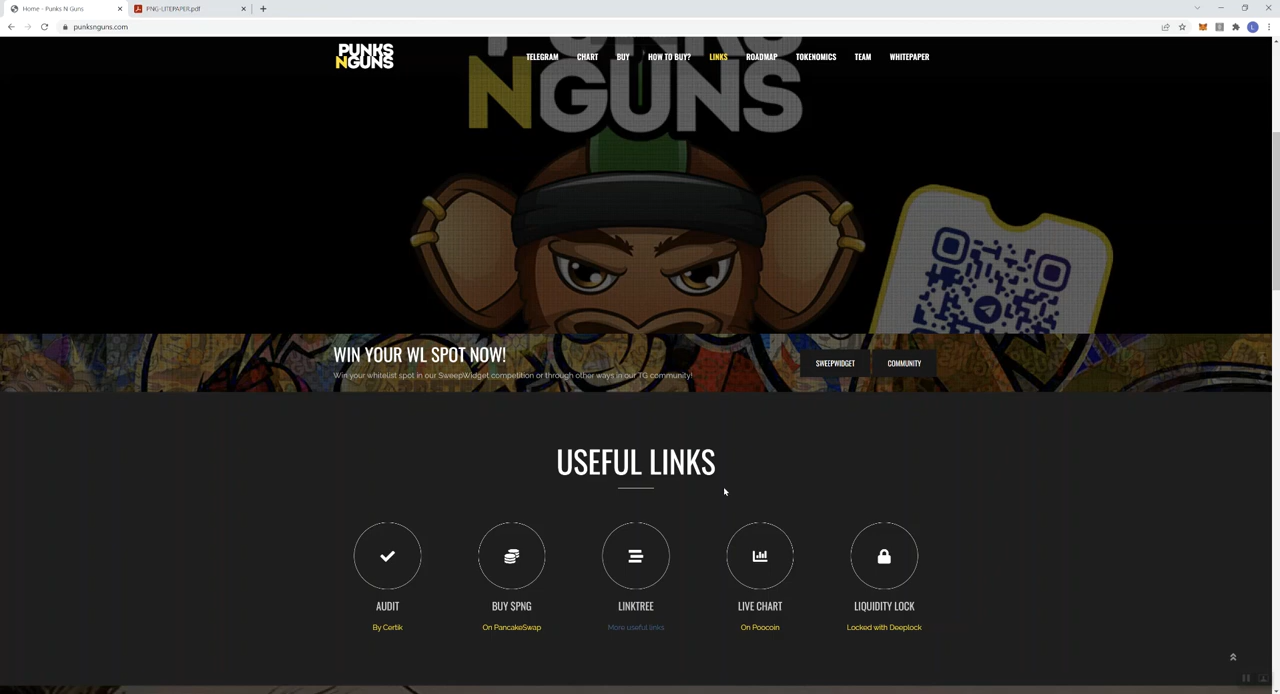 Home - Punks N Guns
PNG-LITEPAPER.pdf
punksnguns.com
PUNKS
NGUNS
TELEGRAM
CHART
BUY
HOW TO BUY?
LINKS
ROADMAP
TOKENOMICS
TEAM
WHITEPAPER
NGUNS
WIN YOUR WL SPOT NOW!
Win your whitelist spot in our SweepWidget competition or through other ways in our TG community!
SWEEPWIDGET
COMMUNITY
USEFUL LINKS
AUDIT
By Certik
BUY $PNG
On PancakeSwap
LINKTREE
More useful links
LIVE CHART
On Poocoin
LIQUIDITY LOCK
Locked with Deeplock